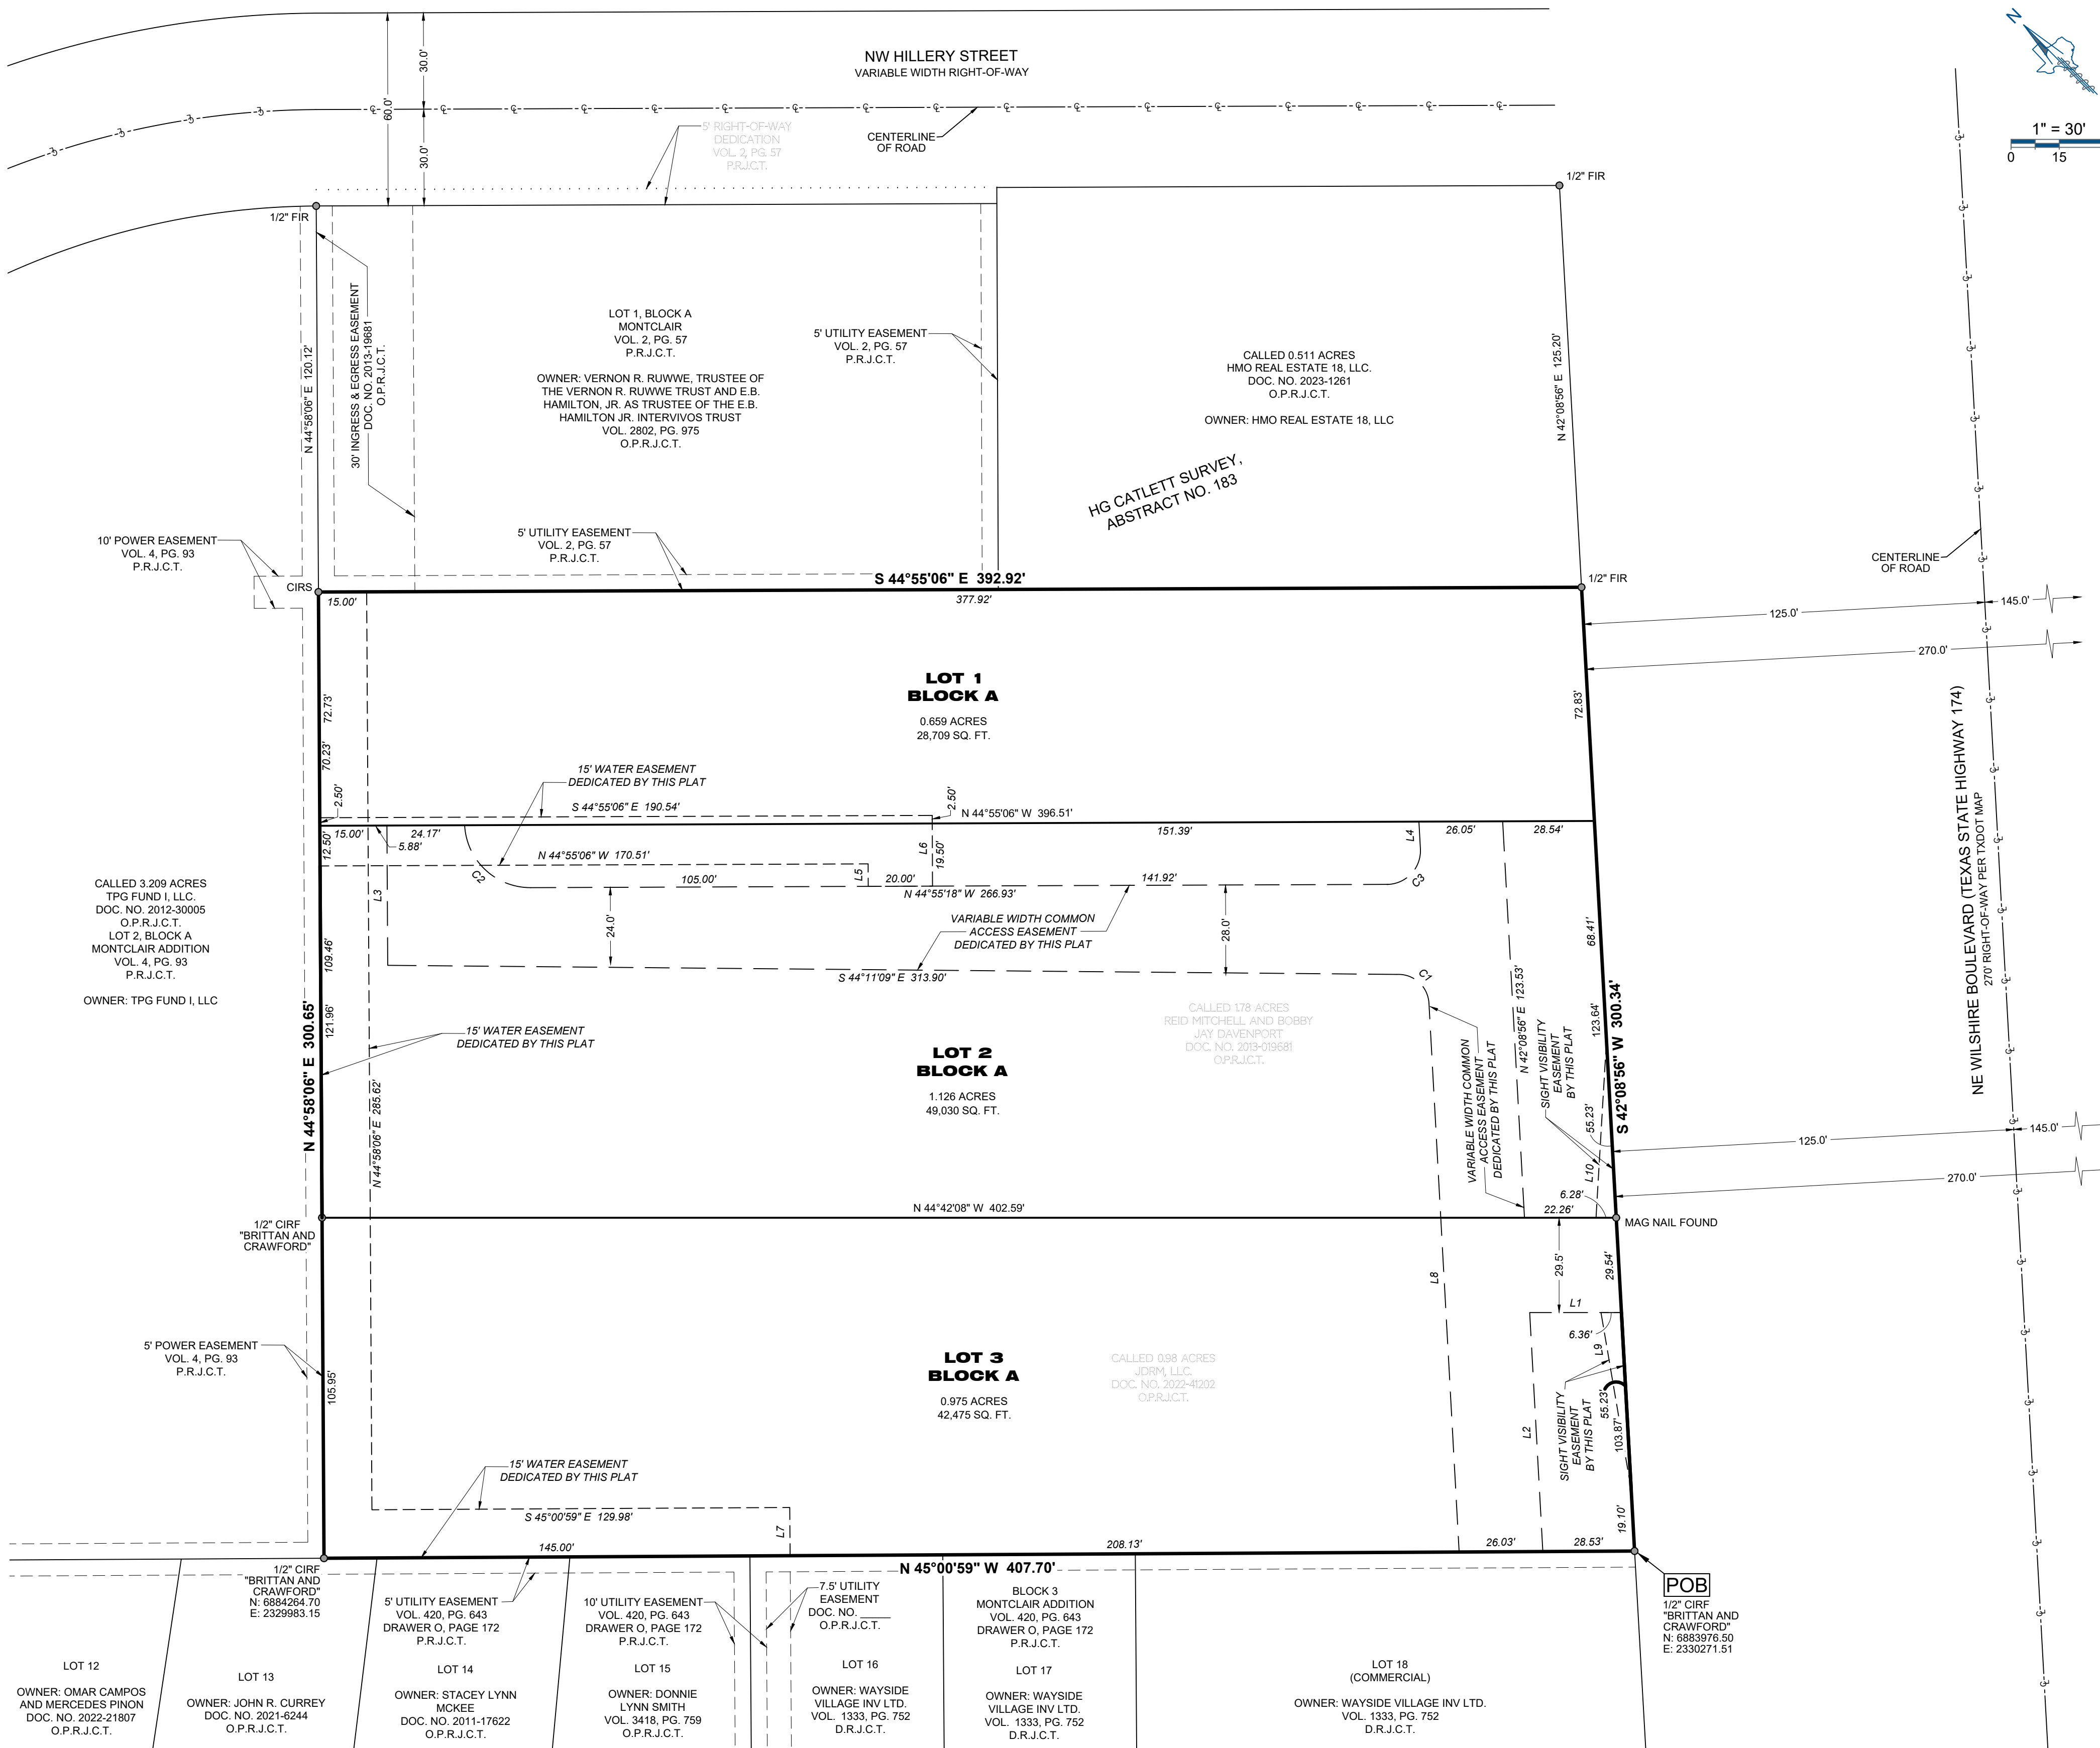 N
1" = 30'
0 15
NW HILLERY STREET
VARIABLE WIDTH RIGHT-OF-WAY
30.0'
60.0'
30.0'
5' RIGHT-OF-WAY
DEDICATION
VOL. 2, PG. 57
P.R.J.C.T.
CENTERLINE
OF ROAD
1/2" FIR
1/2" FIR
N 44°58'06" E 120.12'
30' INGRESS & EGRESS EASEMENT
DOC. NO. 2013-19681
O.P.R.J.C.T.
LOT 1, BLOCK A
MONTCLAIR
VOL. 2, PG. 57
P.R.J.C.T.
OWNER: VERNON R. RUWWE, TRUSTEE OF
THE VERNON R. RUWWE TRUST AND E.B.
HAMILTON, JR. AS TRUSTEE OF THE E.B.
HAMILTON JR. INTERVIVOS TRUST
VOL. 2802, PG. 975
O.P.R.J.C.T.
5' UTILITY EASEMENT
VOL. 2, PG. 57
P.R.J.C.T.
CALLED 0.511 ACRES
HMO REAL ESTATE 18, LLC.
DOC. NO. 2023-1261
O.P.R.J.C.T.
OWNER: HMO REAL ESTATE 18, LLC
N 42°08'56" E 125.20'
HG CATLETT SURVEY,
ABSTRACT NO. 183
10' POWER EASEMENT
VOL. 4, PG. 93
P.R.J.C.T.
5' UTILITY EASEMENT
VOL. 2, PG. 57
P.R.J.C.T.
CIRS
S 44°55'06" E 392.92'
1/2" FIR
15.00'
377.92'
CENTERLINE
OF ROAD
125.0'
145.0'
270.0'
LOT 1
BLOCK A
0.659 ACRES
28,709 SQ. FT.
72.73'
70.23'
72.83'
2.50'
15' WATER EASEMENT
DEDICATED BY THIS PLAT
S 44°55'06" E 190.54'
2.50'
N 44°55'06" W 396.51'
12.50'
15.00'
5.88'
24.17'
151.39'
L4
26.05'
28.54'
N 44°55'06" W 170.51'
L6
19.50'
L3
C2
105.00'
L5
20.00'
N 44°55'18" W 266.93'
141.92'
C3
24.0'
VARIABLE WIDTH COMMON
ACCESS EASEMENT
DEDICATED BY THIS PLAT
28.0'
68.41'
CALLED 3.209 ACRES
TPG FUND I, LLC.
DOC. NO. 2012-30005
O.P.R.J.C.T.
LOT 2, BLOCK A
MONTCLAIR ADDITION
VOL. 4, PG. 93
P.R.J.C.T.
OWNER: TPG FUND I, LLC
109.46'
S 44°11'09" E 313.90'
C1
N 44°58'06" E 300.65'
121.96'
15' WATER EASEMENT
DEDICATED BY THIS PLAT
N 44°58'06" E 285.62'
CALLED 1.78 ACRES
REID MITCHELL AND BOBBY
JAY DAVENPORT
DOC. NO. 2013-019681
O.P.R.J.C.T.
LOT 2
BLOCK A
1.126 ACRES
49,030 SQ. FT.
VARIABLE WIDTH COMMON
ACCESS EASEMENT
DEDICATED BY THIS PLAT
N 42°08'56" E 123.53'
SIGHT VISIBILITY
EASEMENT
BY THIS PLAT
123.64'
55.23'
L10
S 42°08'56" W 300.34'
NE WILSHIRE BOULEVARD (TEXAS STATE HIGHWAY 174)
270' RIGHT-OF-WAY PER TXDOT MAP
125.0'
145.0'
270.0'
6.28'
N 44°42'08" W 402.59'
22.26'
1/2" CIRF
"BRITTAN AND
CRAWFORD"
MAG NAIL FOUND
29.5'
29.54'
L8
L1
6.36'
L9
5' POWER EASEMENT
VOL. 4, PG. 93
P.R.J.C.T.
105.95'
LOT 3
BLOCK A
0.975 ACRES
42,475 SQ. FT.
CALLED 0.98 ACRES
JDRM, LLC.
DOC. NO. 2022-41202
O.P.R.J.C.T.
L2
SIGHT VISIBILITY
EASEMENT
BY THIS PLAT
55.23'
103.87'
19.10'
15' WATER EASEMENT
DEDICATED BY THIS PLAT
S 45°00'59" E 129.98'
L7
145.00'
208.13'
26.03'
28.53'
N 45°00'59" W 407.70'
1/2" CIRF
"BRITTAN AND
CRAWFORD"
N: 6884264.70
E: 2329983.15
POB
1/2" CIRF
"BRITTAN AND
CRAWFORD"
N: 6883976.50
E: 2330271.51
5' UTILITY EASEMENT
VOL. 420, PG. 643
DRAWER O, PAGE 172
P.R.J.C.T.
10' UTILITY EASEMENT
VOL. 420, PG. 643
DRAWER O, PAGE 172
P.R.J.C.T.
7.5' UTILITY
EASEMENT
DOC. NO. _____
O.P.R.J.C.T.
BLOCK 3
MONTCLAIR ADDITION
VOL. 420, PG. 643
DRAWER O, PAGE 172
P.R.J.C.T.
LOT 12
OWNER: OMAR CAMPOS
AND MERCEDES PINON
DOC. NO. 2022-21807
O.P.R.J.C.T.
LOT 13
OWNER: JOHN R. CURREY
DOC. NO. 2021-6244
O.P.R.J.C.T.
LOT 14
OWNER: STACEY LYNN
MCKEE
DOC. NO. 2011-17622
O.P.R.J.C.T.
LOT 15
OWNER: DONNIE
LYNN SMITH
VOL. 3418, PG. 759
O.P.R.J.C.T.
LOT 16
OWNER: WAYSIDE
VILLAGE INV LTD.
VOL. 1333, PG. 752
D.R.J.C.T.
LOT 17
OWNER: WAYSIDE
VILLAGE INV LTD.
VOL. 1333, PG. 752
D.R.J.C.T.
LOT 18
(COMMERCIAL)
OWNER: WAYSIDE VILLAGE INV LTD.
VOL. 1333, PG. 752
D.R.J.C.T.